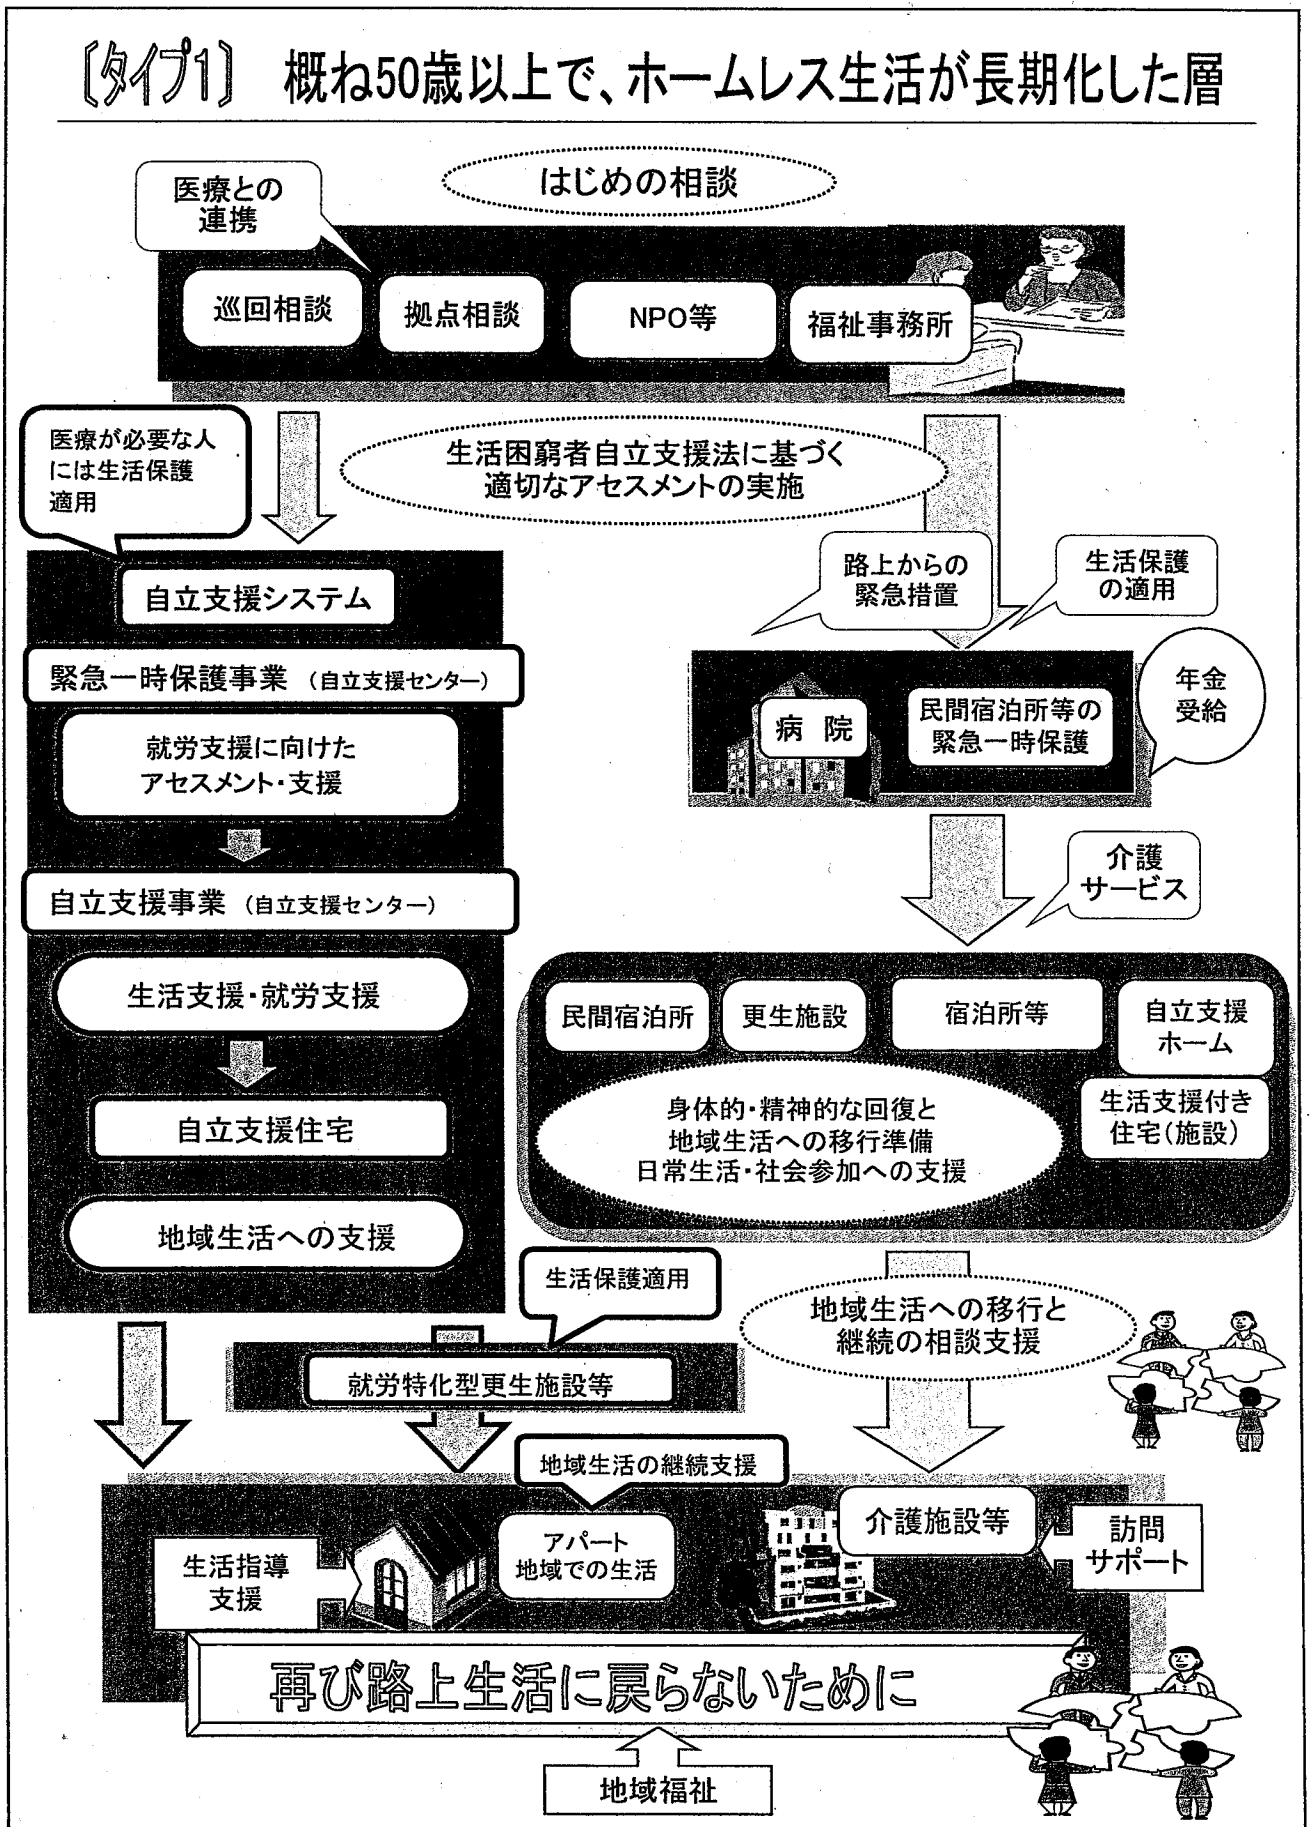 〔タイプ1〕 概ね50歳以上で、ホームレス生活が長期化した層
はじめの相談
医療との
連携
巡回相談
拠点相談
NPO等
福祉事務所
医療が必要な人
には生活保護
適用
生活困窮者自立支援法に基づく
適切なアセスメントの実施
自立支援システム
緊急一時保護事業 (自立支援センター)
就労支援に向けた
アセスメント・支援
自立支援事業 (自立支援センター)
生活支援・就労支援
自立支援住宅
地域生活への支援
路上からの
緊急措置
生活保護
の適用
病 院
民間宿泊所等の
緊急一時保護
年金
受給
介護
サービス
民間宿泊所
更生施設
宿泊所等
自立支援
ホーム
生活支援付き
住宅(施設)
身体的・精神的な回復と
地域生活への移行準備
日常生活・社会参加への支援
生活保護適用
就労特化型更生施設等
地域生活への移行と
継続の相談支援
地域生活の継続支援
生活指導
支援
アパート
地域での生活
介護施設等
訪問
サポート
再び路上生活に戻らないために
地域福祉